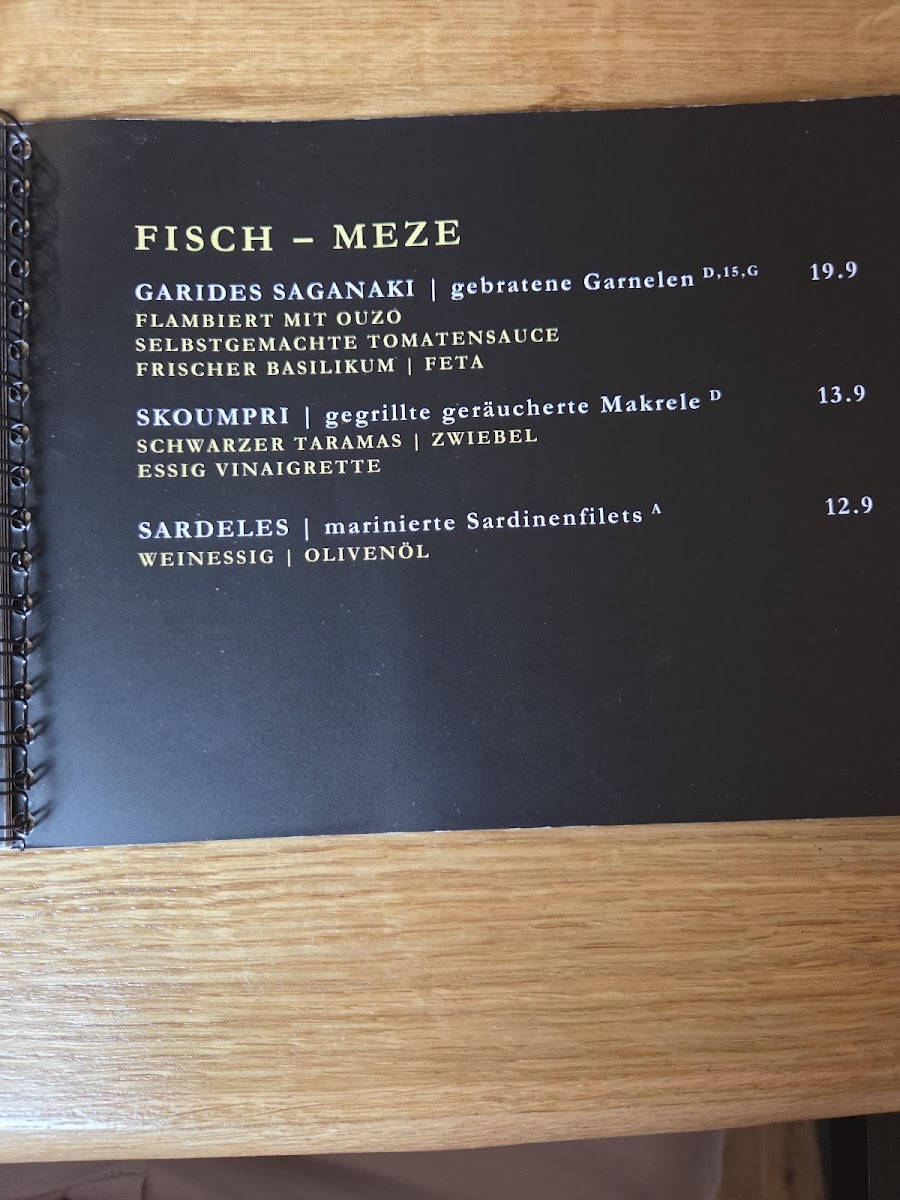 FISCH – MEZE
GARIDES SAGANAKI | gebratene Garnelen D,15,G 19.9
FLAMBIERT MIT OUZO
SELBSTGEMACHTE TOMATENSAUCE
FRISCHER BASILIKUM | FETA
SKOUMPRI | gegrillte geräucherte Makrele D 13.9
SCHWARZER TARAMAS | ZWIEBEL
ESSIG VINAIGRETTE
SARDELES | marinierte Sardinenfilets A 12.9
WEINESSIG | OLIVENÖL